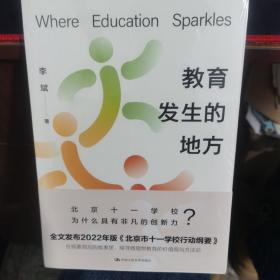 Where Education Sparkles
李斌 著
教育
发生的
地方
北京十一学校
为什么具有非凡的创新力?
全文发布2022年版《北京市十一学校行动纲要》